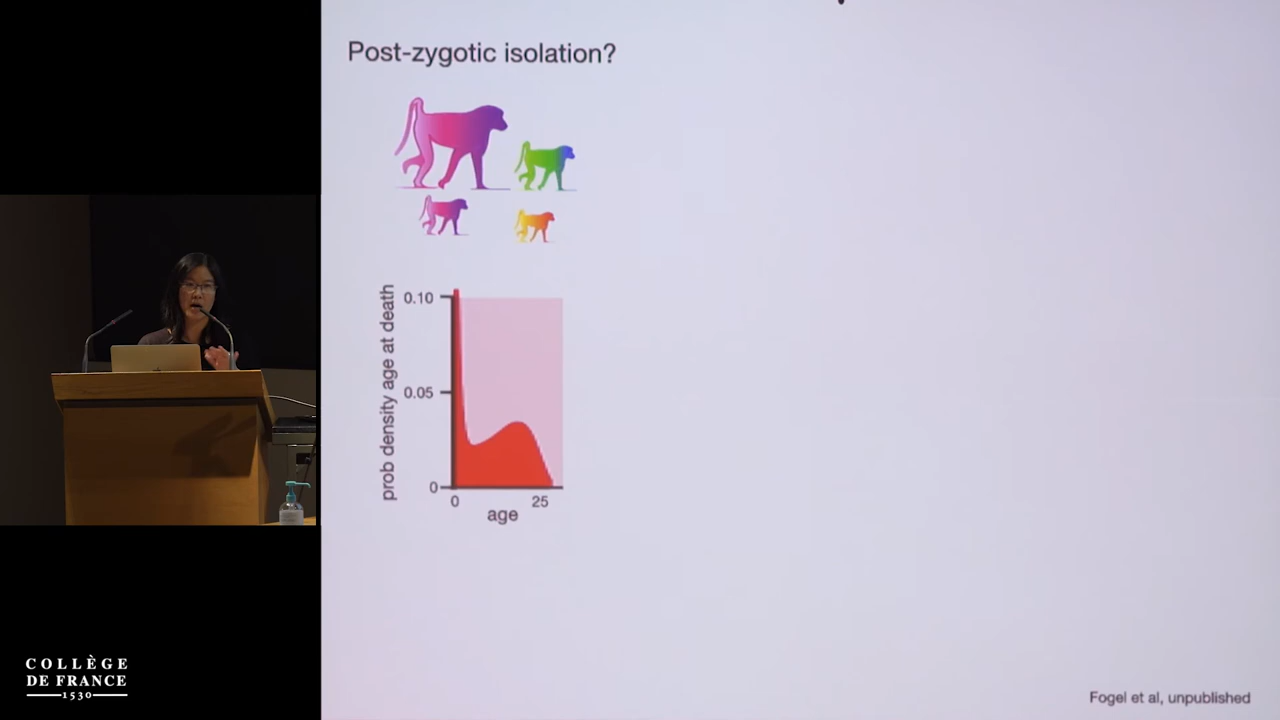 Post-zygotic isolation?
prob density age at death
0.10
0.05
0
0
25
age
Fogel et al, unpublished
COLLÈGE
DE FRANCE
1530